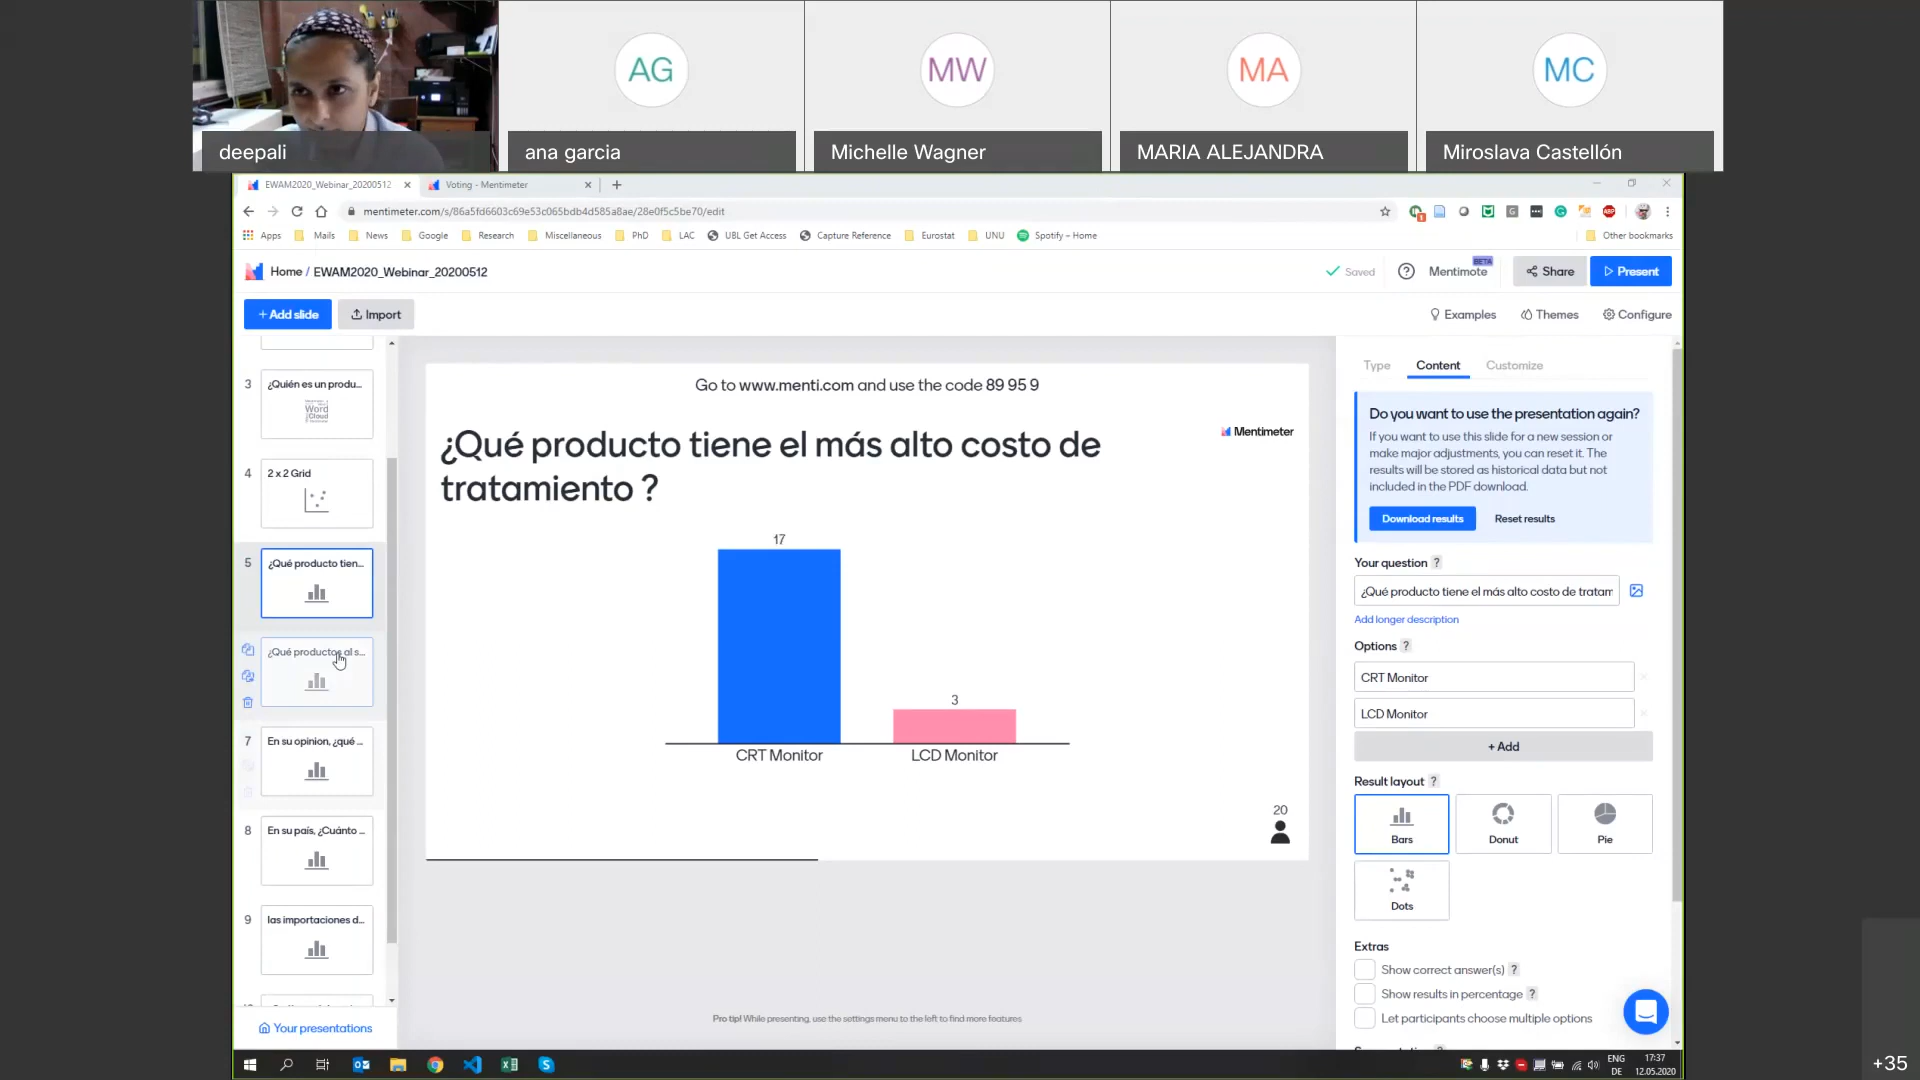 AG
MW
MA
MC
deepali
ana garcia
Michelle Wagner
MARIA ALEJANDRA
Miroslava Castellón
EWAM2020_Webinar_20200512
Voting - Mentimeter
mentimeter.com/s/86a5fd6603c69e53c065bdb4d585a8ae/28e0f5c5be70/edit
Apps
Mails
News
Google
Research
Miscellaneous
PhD
LAC
UBL Get Access
Capture Reference
Eurostat
UNU
Spotify – Home
Other bookmarks
Home / EWAM2020_Webinar_20200512
Saved
Mentimote
BETA
Share
Present
+ Add slide
Import
Examples
Themes
Configure
3
¿Quién es un produ...
Word
Cloud
4
2 x 2 Grid
5
¿Qué producto tien...
¿Qué productos al s...
7
En su opinion, ¿qué ...
8
En su país, ¿Cuánto ...
9
las importaciones d...
Your presentations
Go to www.menti.com and use the code 89 95 9
Mentimeter
¿Qué producto tiene el más alto costo de
tratamiento ?
17
3
CRT Monitor
LCD Monitor
20
Pro tip! While presenting, use the settings menu to the left to find more features
Type
Content
Customize
Do you want to use the presentation again?
If you want to use this slide for a new session or
make major adjustments, you can reset it. The
results will be stored as historical data but not
included in the PDF download.
Download results
Reset results
Your question ?
¿Qué producto tiene el más alto costo de tratam
Add longer description
Options ?
CRT Monitor
LCD Monitor
+ Add
Result layout ?
Bars
Donut
Pie
Dots
Extras
Show correct answer(s) ?
Show results in percentage ?
Let participants choose multiple options
ENG
DE
17:37
12.05.2020
+35